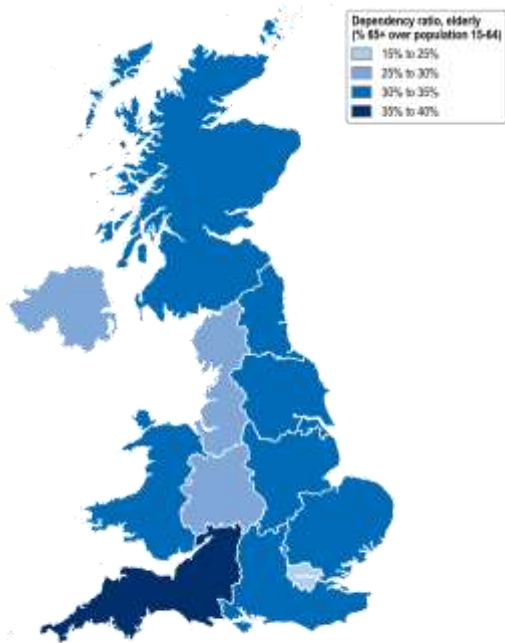 Dependency ratio, elderly
(% 65+ over population 15-64)
15% to 25%
25% to 30%
30% to 35%
35% to 40%